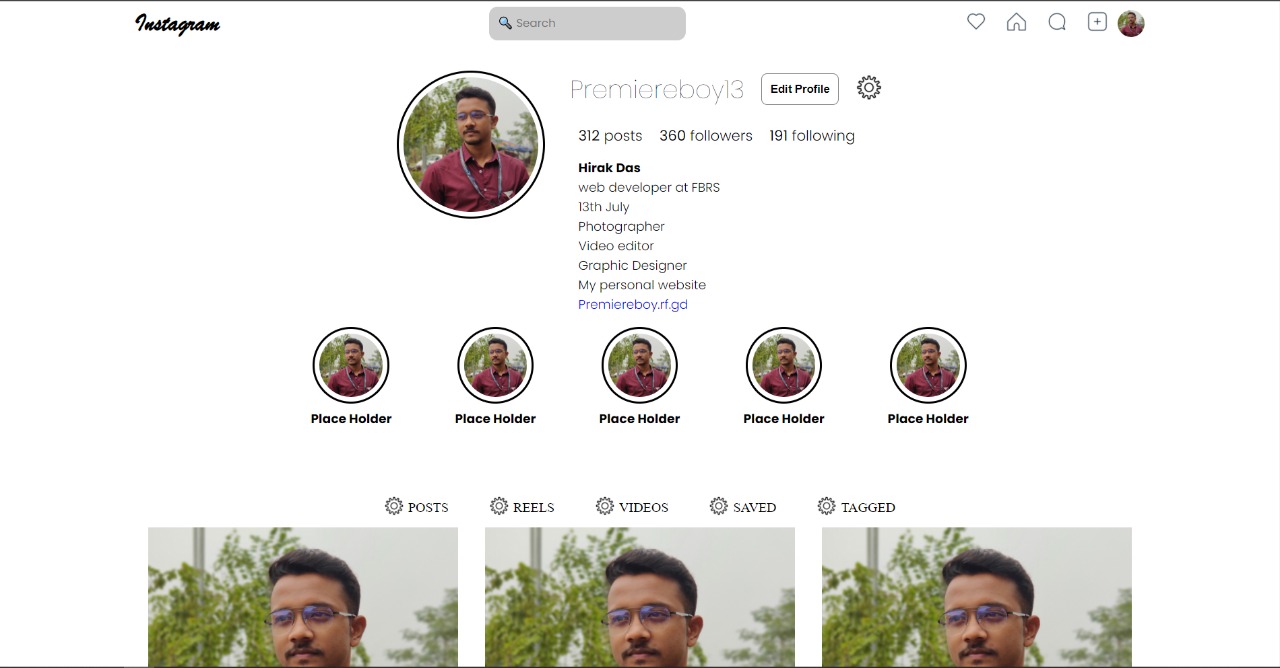 Instagram
Search
Premiereboy13
Edit Profile
312 posts 360 followers 191 following
Hirak Das
web developer at FBRS
13th July
Photographer
Video editor
Graphic Designer
My personal website
Premiereboy.rf.gd
Place Holder Place Holder Place Holder Place Holder Place Holder
POSTS REELS VIDEOS SAVED TAGGED